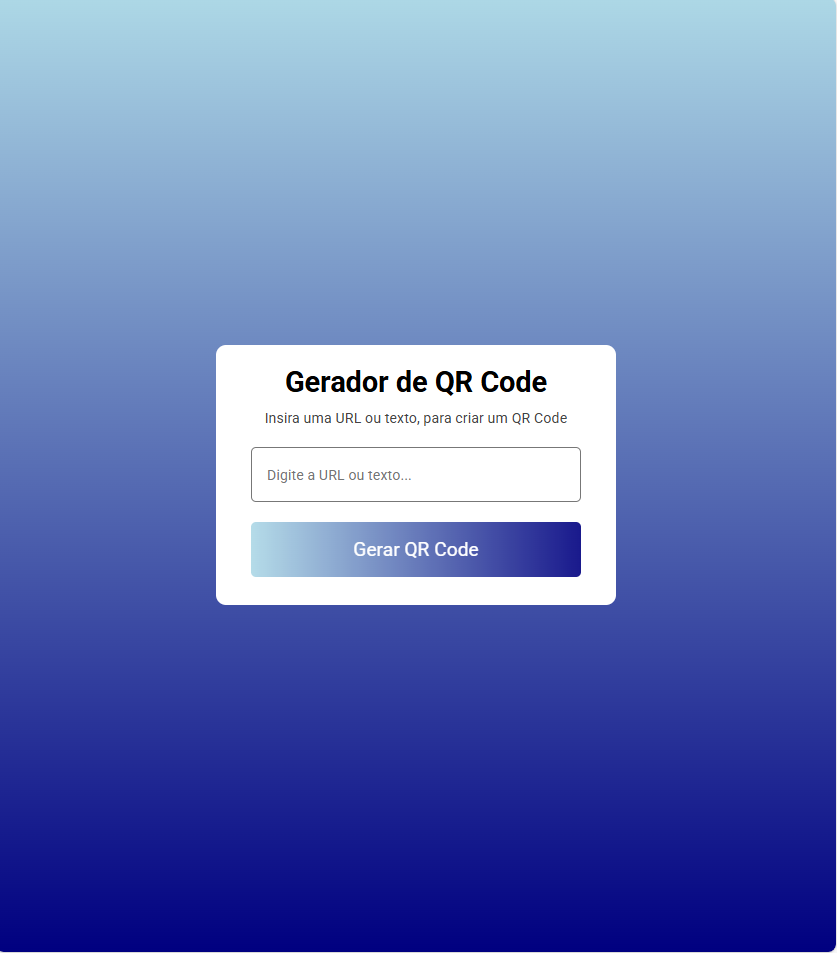 Gerador de QR Code
Insira uma URL ou texto, para criar um QR Code
Digite a URL ou texto...
Gerar QR Code